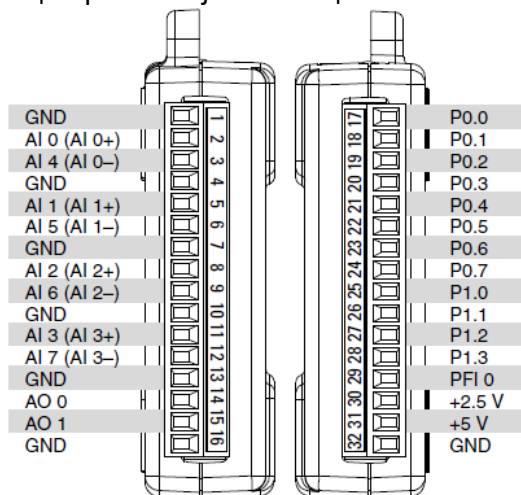 GND 1 17 P0.0
AI 0 (AI 0+) 2 18 P0.1
AI 4 (AI 0–) 3 19 P0.2
GND 4 20 P0.3
AI 1 (AI 1+) 5 21 P0.4
AI 5 (AI 1–) 6 22 P0.5
GND 7 23 P0.6
AI 2 (AI 2+) 8 24 P0.7
AI 6 (AI 2–) 9 25 P1.0
GND 10 26 P1.1
AI 3 (AI 3+) 11 27 P1.2
AI 7 (AI 3–) 12 28 P1.3
GND 13 29 PFI 0
AO 0 14 30 +2.5 V
AO 1 15 31 +5 V
GND 16 32 GND